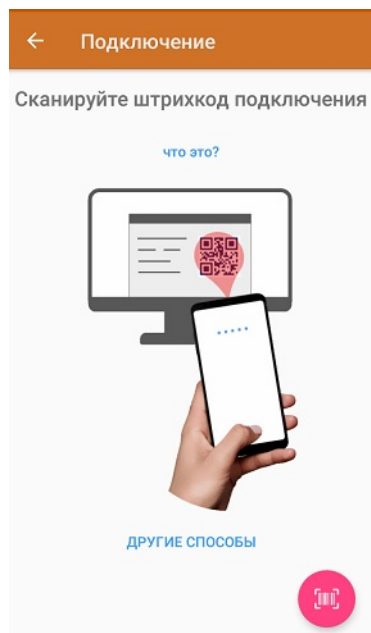 Подключение
Сканируйте штрихкод подключения
что это?
ДРУГИЕ СПОСОБЫ